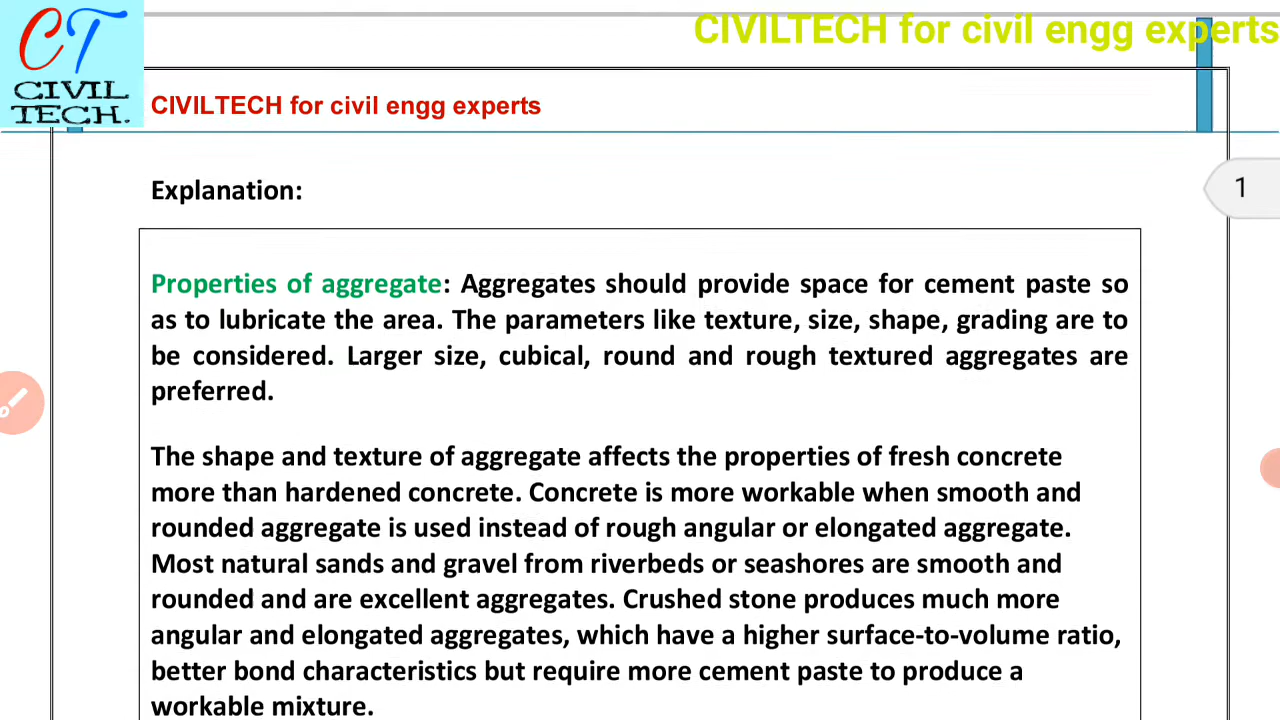 CT
CIVIL
TECH.
CIVILTECH for civil engg experts
CIVILTECH for civil engg experts
Explanation:
1
Properties of aggregate: Aggregates should provide space for cement paste so
as to lubricate the area. The parameters like texture, size, shape, grading are to
be considered. Larger size, cubical, round and rough textured aggregates are
preferred.
The shape and texture of aggregate affects the properties of fresh concrete
more than hardened concrete. Concrete is more workable when smooth and
rounded aggregate is used instead of rough angular or elongated aggregate.
Most natural sands and gravel from riverbeds or seashores are smooth and
rounded and are excellent aggregates. Crushed stone produces much more
angular and elongated aggregates, which have a higher surface-to-volume ratio,
better bond characteristics but require more cement paste to produce a
workable mixture.